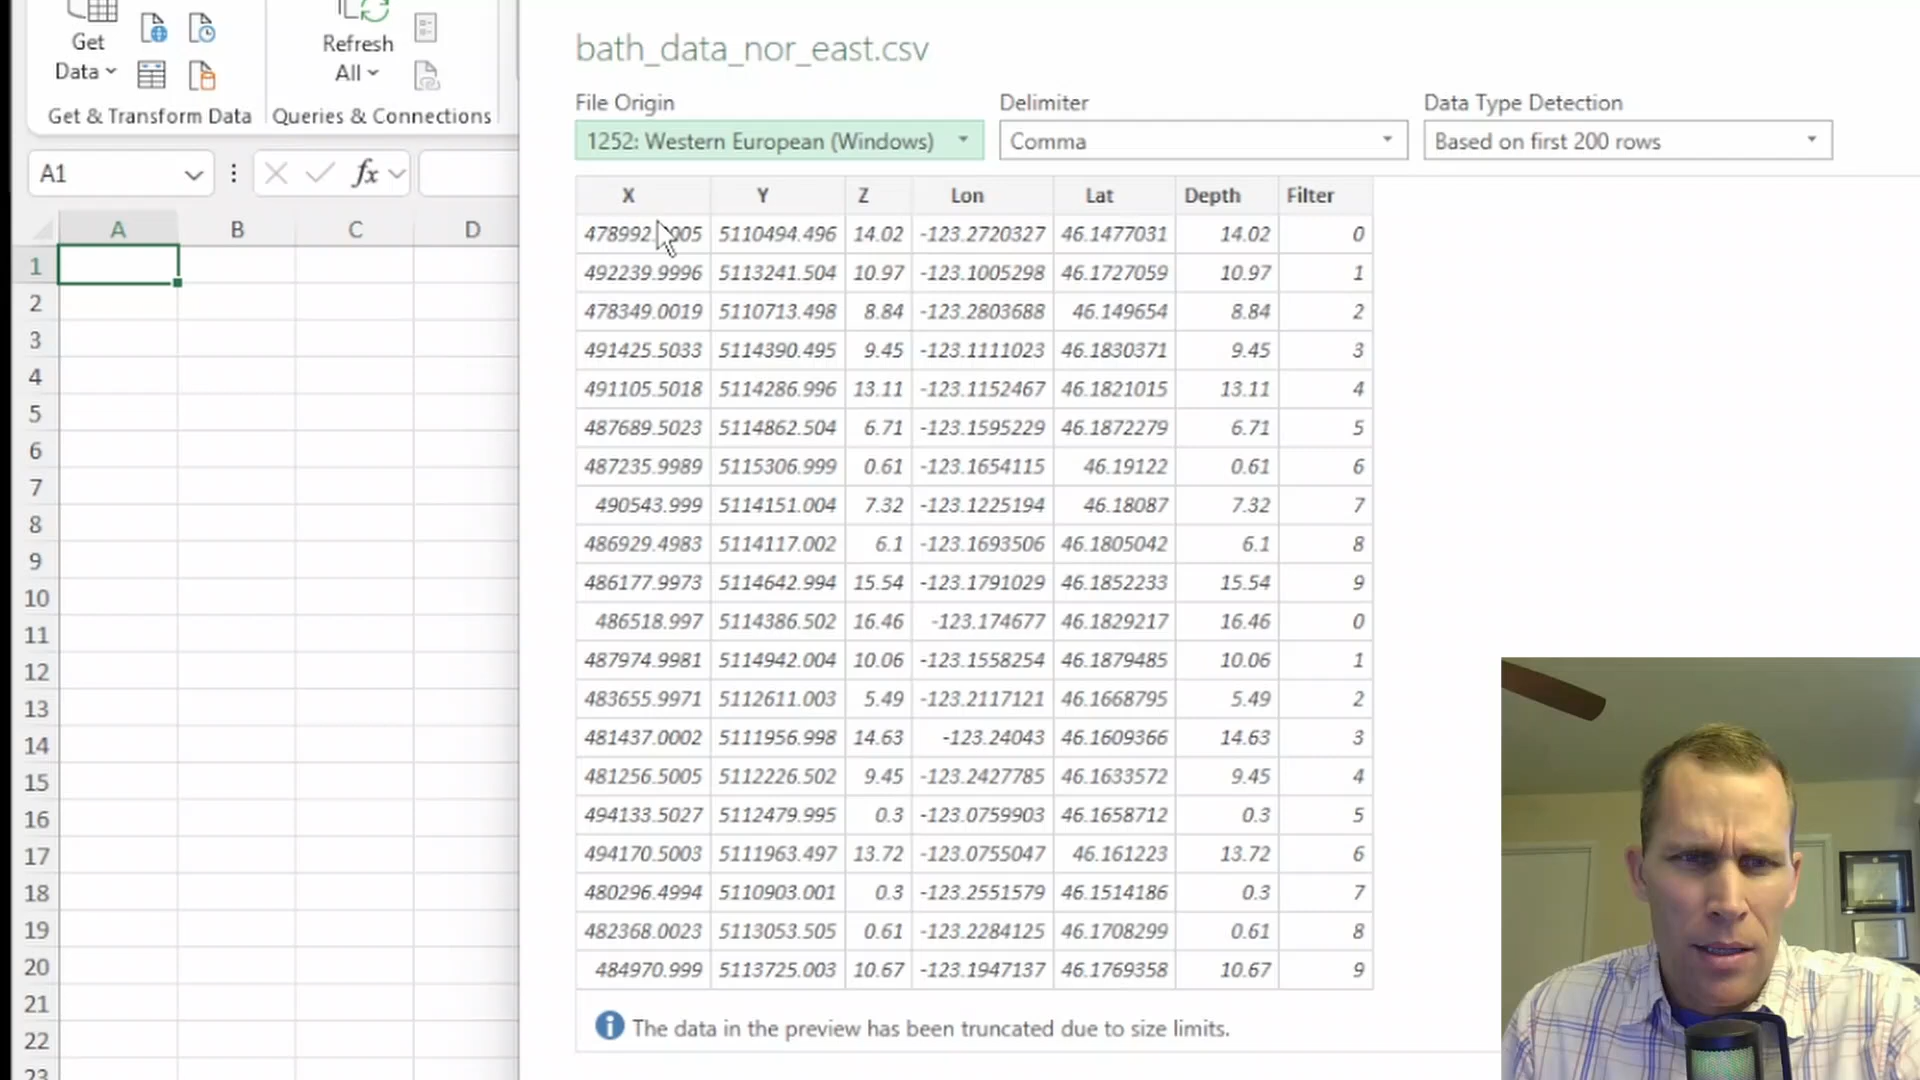 Get
Data
Refresh
All
Get & Transform Data
Queries & Connections
A1
fx
A B C D
1
2
3
4
5
6
7
8
9
10
11
12
13
14
15
16
17
18
19
20
21
22
23
bath_data_nor_east.csv
File Origin Delimiter Data Type Detection
1252: Western European (Windows) Comma Based on first 200 rows
X Y Z Lon Lat Depth Filter
5110494.496 14.02 -123.2720327 46.1477031 14.02 0
492239.9996 5113241.504 10.97 -123.1005298 46.1727059 10.97 1
478349.0019 5110713.498 8.84 -123.2803688 46.149654 8.84 2
491425.5033 5114390.495 9.45 -123.1111023 46.1830371 9.45 3
491105.5018 5114286.996 13.11 -123.1152467 46.1821015 13.11 4
487689.5023 5114862.504 6.71 -123.1595229 46.1872279 6.71 5
487235.9989 5115306.999 0.61 -123.1654115 46.19122 0.61 6
490543.999 5114151.004 7.32 -123.1225194 46.18087 7.32 7
486929.4983 5114117.002 6.1 -123.1693506 46.1805042 6.1 8
486177.9973 5114642.994 15.54 -123.1791029 46.1852233 15.54 9
486518.997 5114386.502 16.46 -123.174677 46.1829217 16.46 0
487974.9981 5114942.004 10.06 -123.1558254 46.1879485 10.06 1
483655.9971 5112611.003 5.49 -123.2117121 46.1668795 5.49 2
481437.0002 5111956.998 14.63 -123.24043 46.1609366 14.63 3
481256.5005 5112226.502 9.45 -123.2427785 46.1633572 9.45 4
494133.5027 5112479.995 0.3 -123.0759903 46.1658712 0.3 5
494170.5003 5111963.497 13.72 -123.0755047 46.161223 13.72 6
480296.4994 5110903.001 0.3 -123.2551579 46.1514186 0.3 7
482368.0023 5113053.505 0.61 -123.2284125 46.1708299 0.61 8
484970.999 5113725.003 10.67 -123.1947137 46.1769358 10.67 9
The data in the preview has been truncated due to size limits.